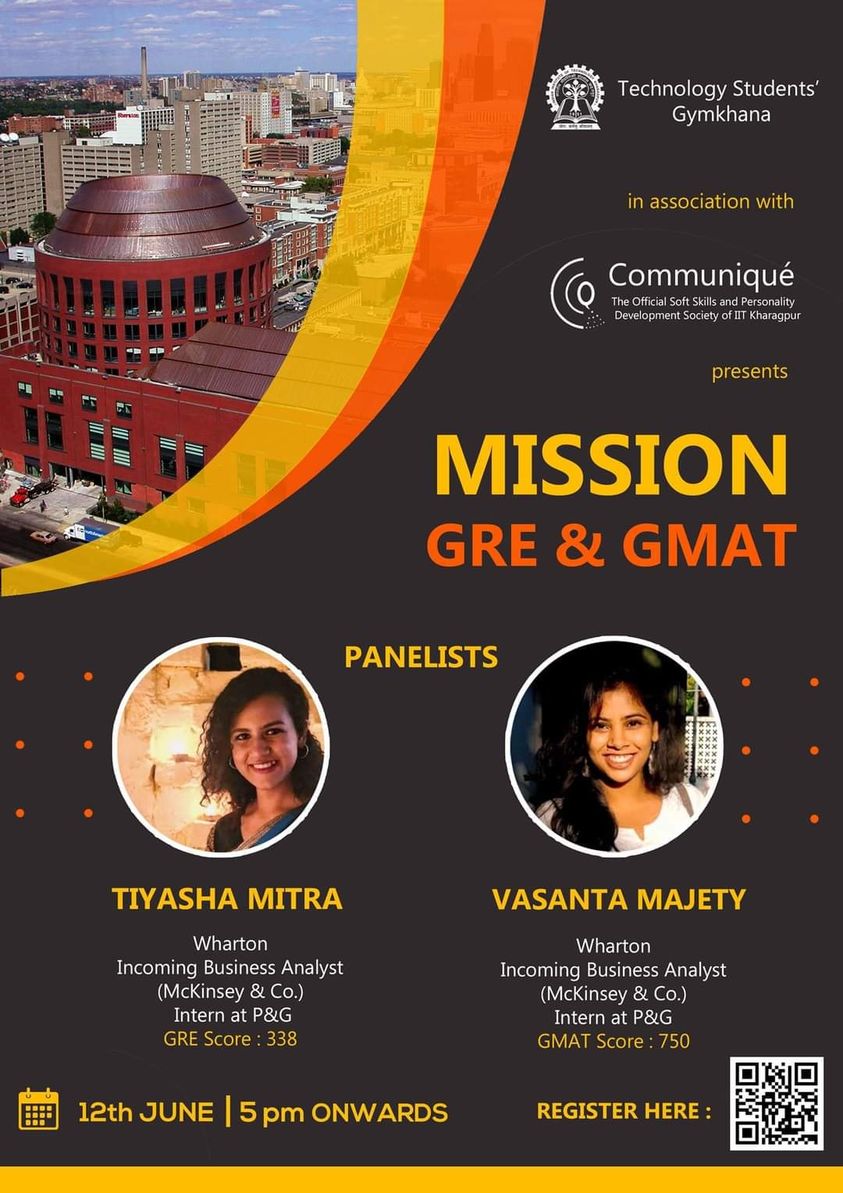 Sheraton
Technology Students'
Gymkhana
in association with
Communiqué
The Official Soft Skills and Personality
Development Society of IIT Kharagpur
presents
MISSION
GRE & GMAT
PANELISTS
TIYASHA MITRA
Wharton
Incoming Business Analyst
(McKinsey & Co.)
Intern at P&G
GRE Score : 338
VASANTA MAJETY
Wharton
Incoming Business Analyst
(McKinsey & Co.)
Intern at P&G
GMAT Score : 750
12th JUNE | 5 pm ONWARDS
REGISTER HERE :